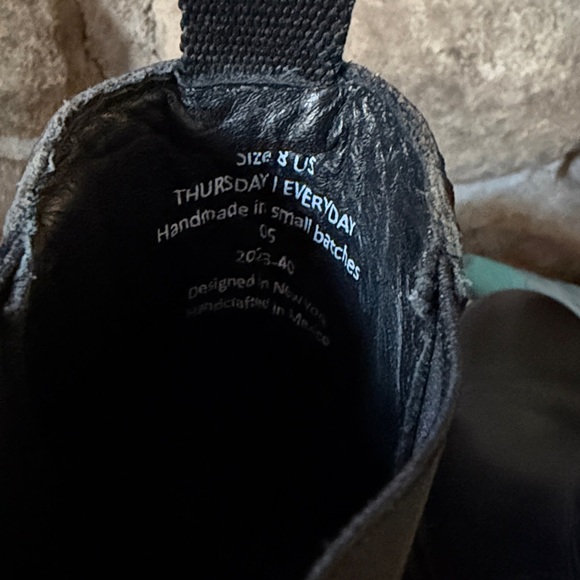 Size 8 US
THURSDAY | EVERYDAY
Handmade in small batches
05
2023-40
Designed in New York
Handcrafted in Mexico